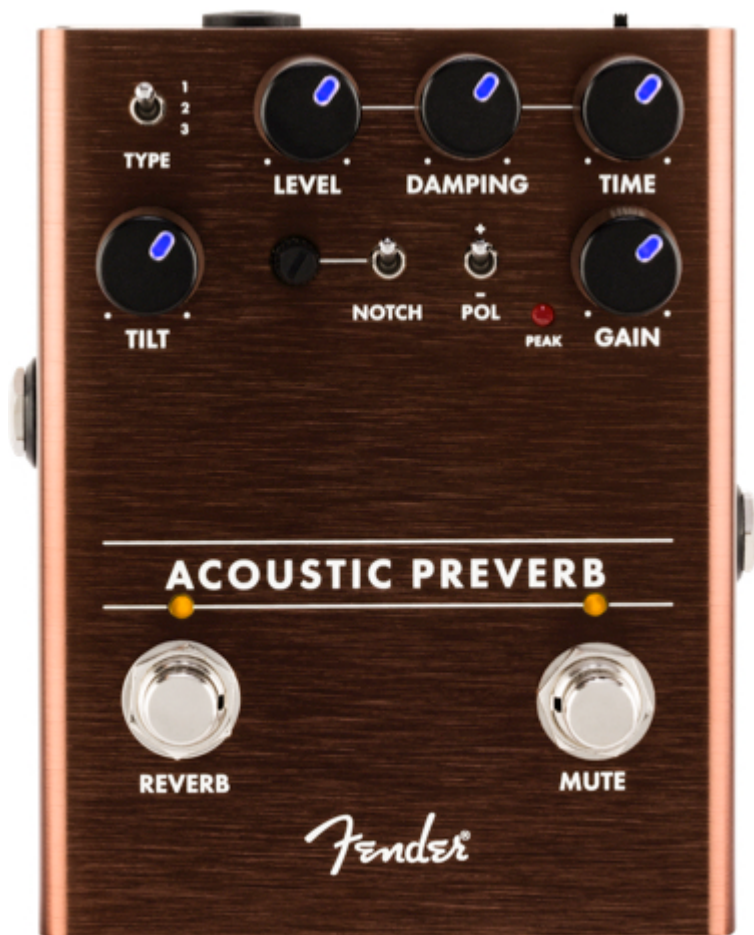 1
2
3
TYPE
LEVEL
DAMPING
TIME
+
NOTCH
POL
−
PEAK
GAIN
TILT
ACOUSTIC PREVERB
REVERB
MUTE
Fender®